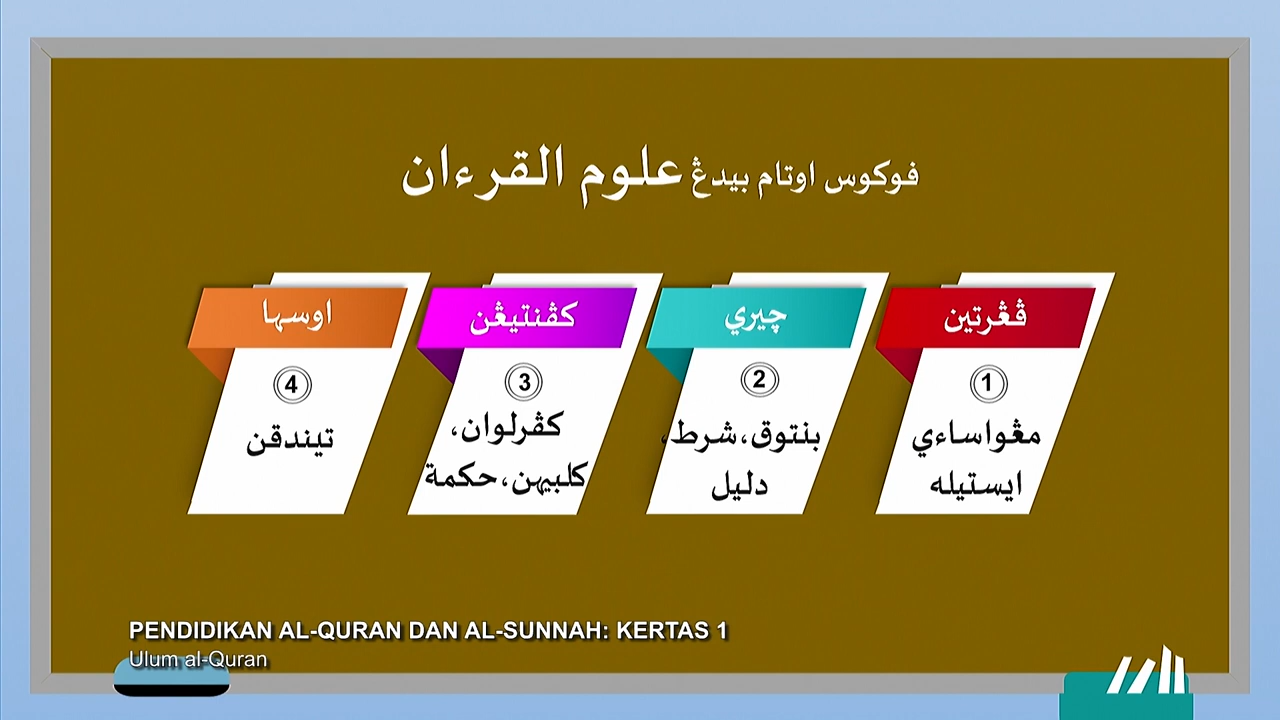 فوكوس اوتام بيدڠ علوم القرءان
ڤڠرتين
1
مڠواساءي
ايستيله
چيري
2
بنتوق، شرط،
دليل
كڤنتيڠن
3
كڤرلوان،
كلبيهن، حكمة
اوسها
4
تيندقن
PENDIDIKAN AL-QURAN DAN AL-SUNNAH: KERTAS 1
Ulum al-Quran